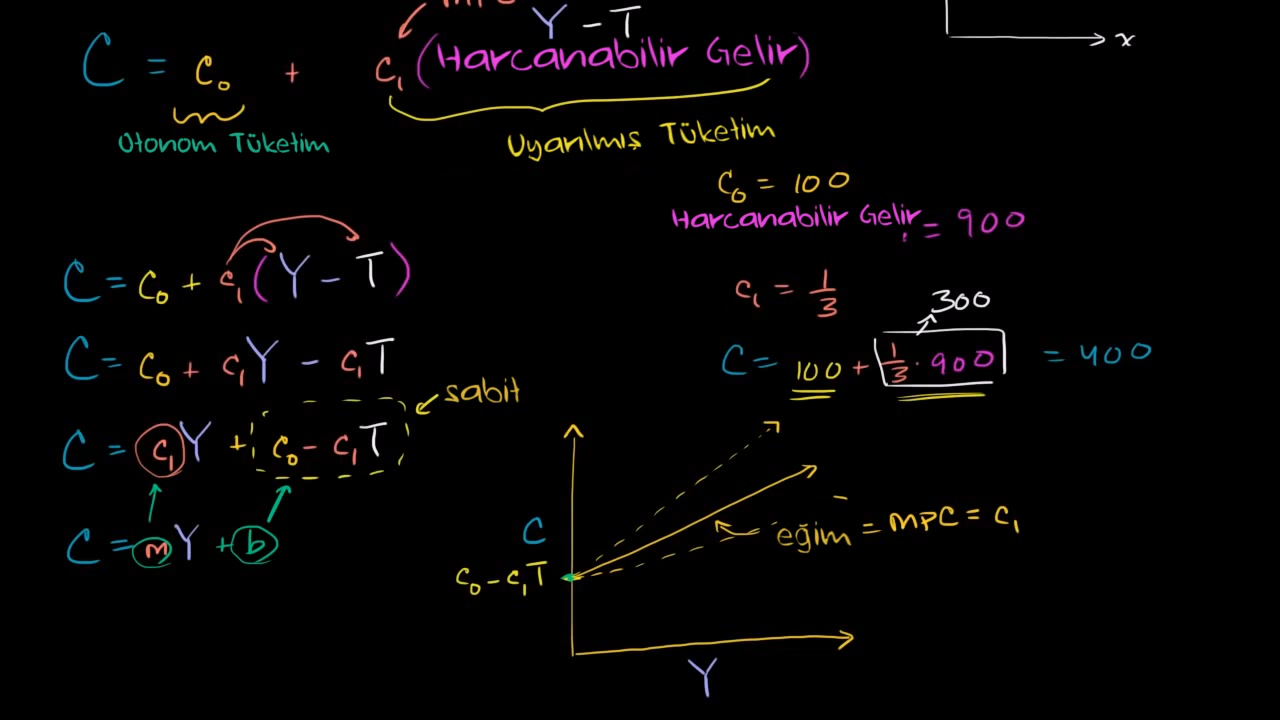 MPC
Y - T
C = c₀ + c₁ (Harcanabilir Gelir)
x
Otonom Tüketim
Uyarılmış Tüketim
C₀ = 100
Harcanabilir Gelir = 900
C = c₀ + c₁ (Y - T)
c₁ = 1/3
300
C = c₀ + c₁Y - c₁T
C = 100 + 1/3 · 900 = 400
sabit
C = c₁Y + c₀ - c₁T
C = mY + b
C
eğim = MPC = c₁
c₀ - c₁T
Y